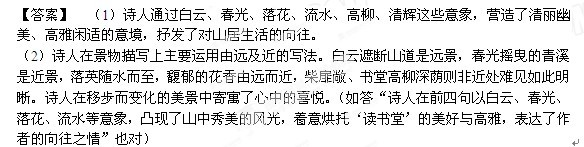 【答案】 （1）诗人通过白云、春光、落花、流水、高柳、清辉这些意象，营造了清丽幽
美、高雅闲适的意境，抒发了对山居生活的向往。
（2）诗人在景物描写上主要运用由远及近的写法。白云遮断山道是远景，春光摇曳的青溪
是近景，落英随水而至，馥郁的花香由远而近，柴扉敞、书堂高柳深荫则非近处难见如此明
晰。诗人在移步而变化的美景中寄寓了心中的喜悦。（如答“诗人在前四句以白云、春光、
落花、流水等意象，凸现了山中秀美的风光，着意烘托‘读书堂’的美好与高雅，表达了作
者的向往之情”也对）